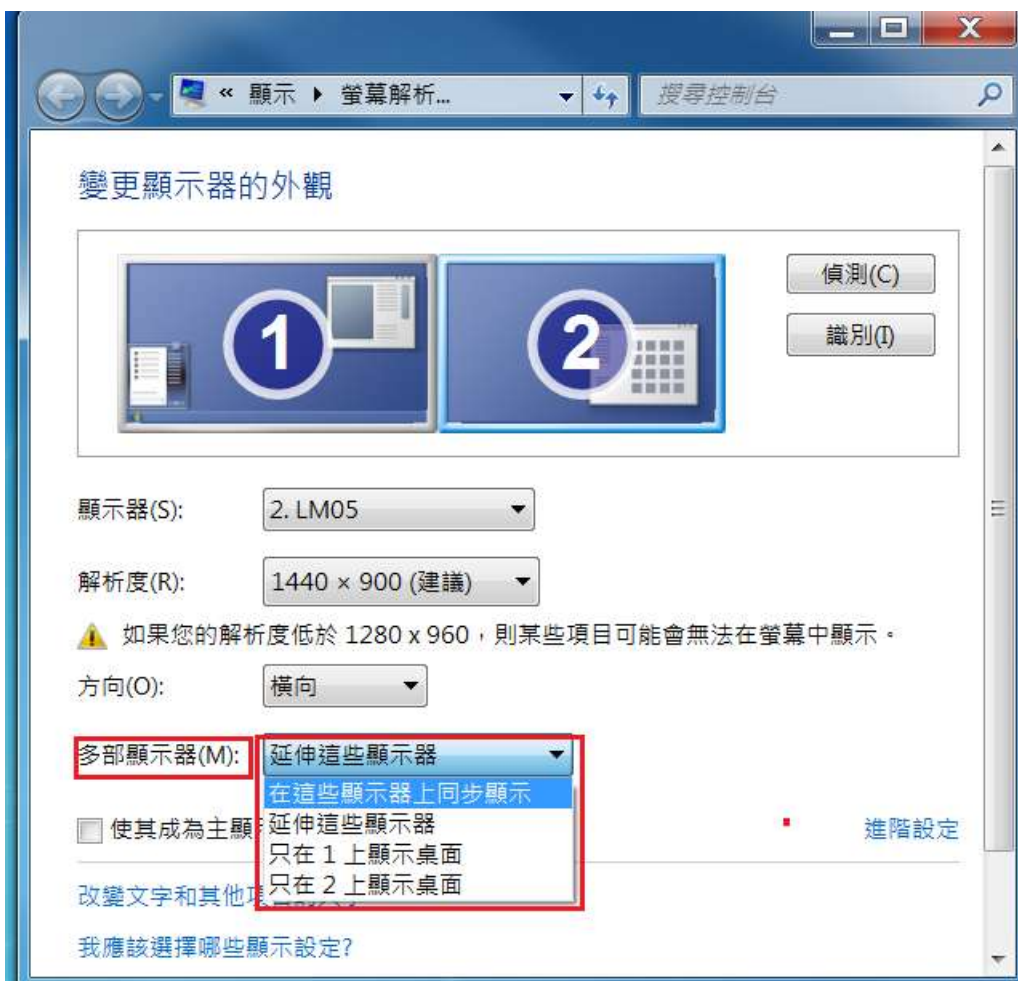 « 顯示 ▸ 螢幕解析... 搜尋控制台
變更顯示器的外觀
1 2
偵測(C)
識別(I)
顯示器(S): 2. LM05
解析度(R): 1440 × 900 (建議)
如果您的解析度低於 1280 x 960，則某些項目可能會無法在螢幕中顯示。
方向(O): 橫向
多部顯示器(M): 延伸這些顯示器
在這些顯示器上同步顯示
延伸這些顯示器
只在 1 上顯示桌面
只在 2 上顯示桌面
使其成為主顯
進階設定
改變文字和其他
我應該選擇哪些顯示設定?